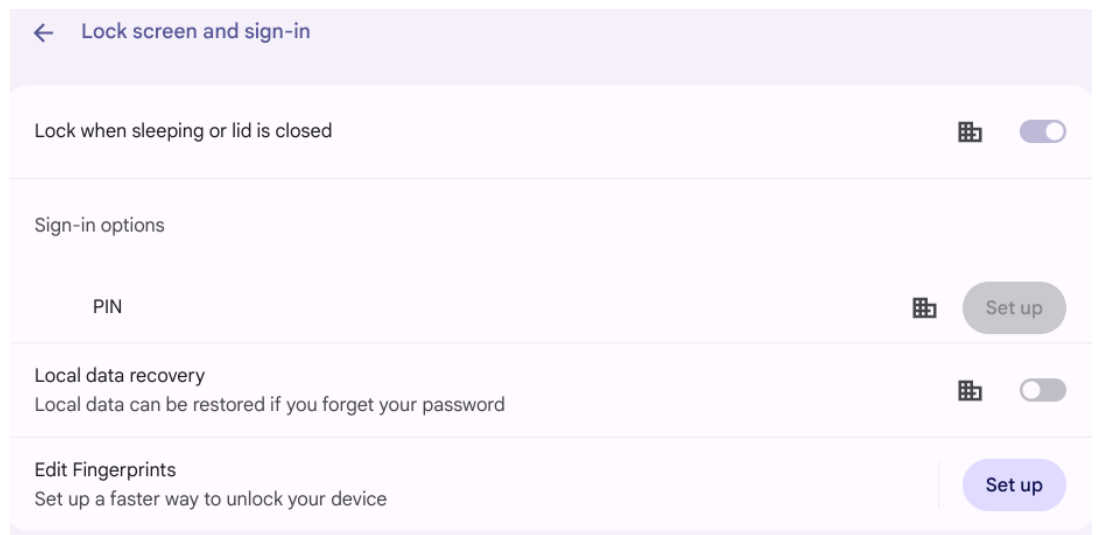 Lock screen and sign-in
Lock when sleeping or lid is closed
Sign-in options
PIN
Set up
Local data recovery
Local data can be restored if you forget your password
Edit Fingerprints
Set up a faster way to unlock your device
Set up